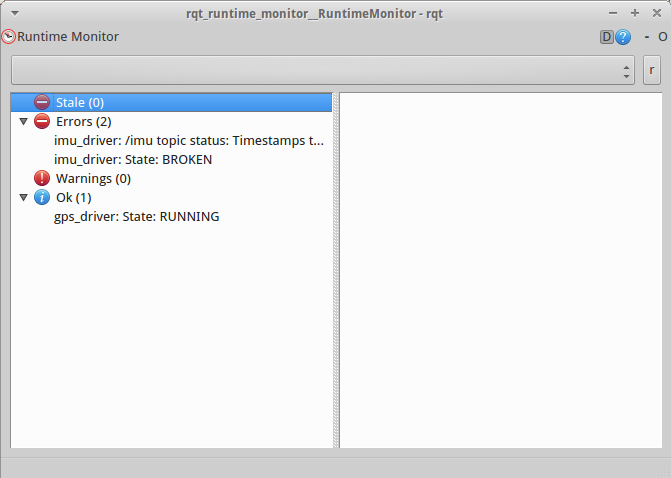 rqt_runtime_monitor__RuntimeMonitor - rqt
Runtime Monitor
D ? - O
r
Stale (0)
Errors (2)
imu_driver: /imu topic status: Timestamps t...
imu_driver: State: BROKEN
Warnings (0)
Ok (1)
gps_driver: State: RUNNING